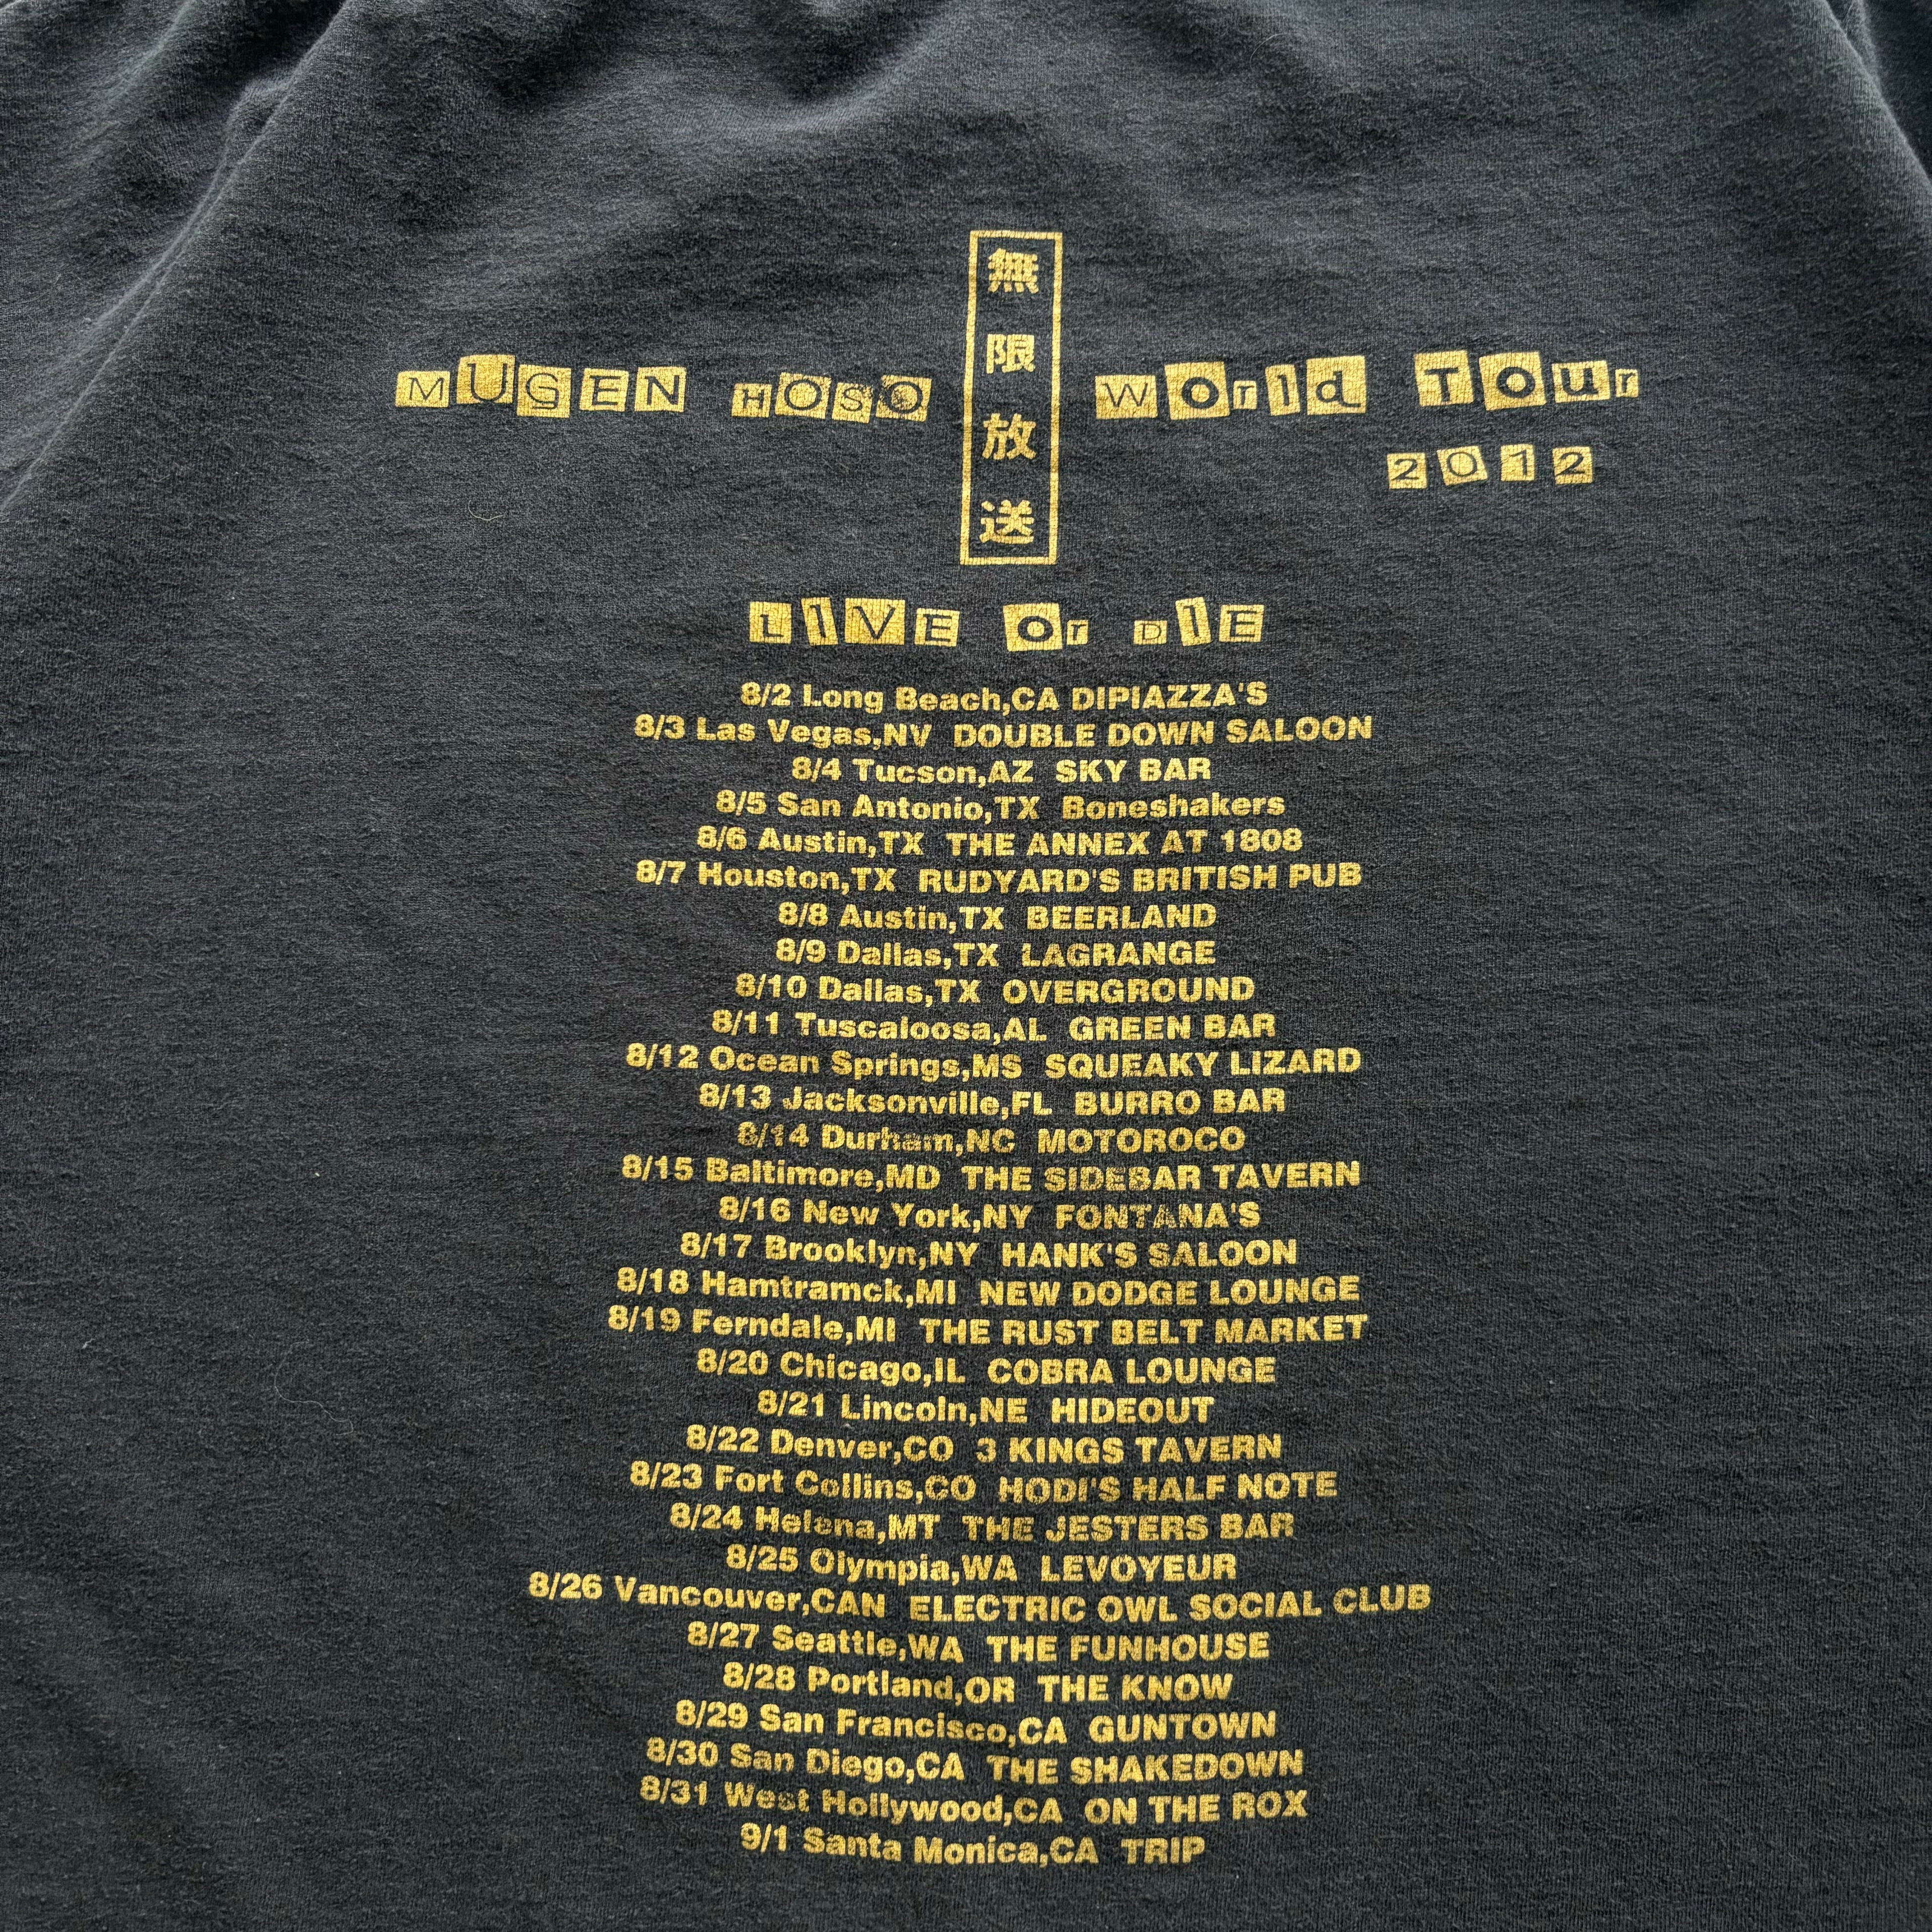 無限放送
MUGEN HOSO World Tour
2012
LIVE Or DIE
8/2 Long Beach,CA DIPIAZZA'S
8/3 Las Vegas,NV DOUBLE DOWN SALOON
8/4 Tucson,AZ SKY BAR
8/5 San Antonio,TX Boneshakers
8/6 Austin,TX THE ANNEX AT 1808
8/7 Houston,TX RUDYARD'S BRITISH PUB
8/8 Austin,TX BEERLAND
8/9 Dallas,TX LAGRANGE
8/10 Dallas,TX OVERGROUND
8/11 Tuscaloosa,AL GREEN BAR
8/12 Ocean Springs,MS SQUEAKY LIZARD
8/13 Jacksonville,FL BURRO BAR
8/14 Durham,NC MOTOROCO
8/15 Baltimore,MD THE SIDEBAR TAVERN
8/16 New York,NY FONTANA'S
8/17 Brooklyn,NY HANK'S SALOON
8/18 Hamtramck,MI NEW DODGE LOUNGE
8/19 Ferndale,MI THE RUST BELT MARKET
8/20 Chicago,IL COBRA LOUNGE
8/21 Lincoln,NE HIDEOUT
8/22 Denver,CO 3 KINGS TAVERN
8/23 Fort Collins,CO HODI'S HALF NOTE
8/24 Helena,MT THE JESTERS BAR
8/25 Olympia,WA LEVOYEUR
8/26 Vancouver,CAN ELECTRIC OWL SOCIAL CLUB
8/27 Seattle,WA THE FUNHOUSE
8/28 Portland,OR THE KNOW
8/29 San Francisco,CA GUNTOWN
8/30 San Diego,CA THE SHAKEDOWN
8/31 West Hollywood,CA ON THE ROX
9/1 Santa Monica,CA TRIP